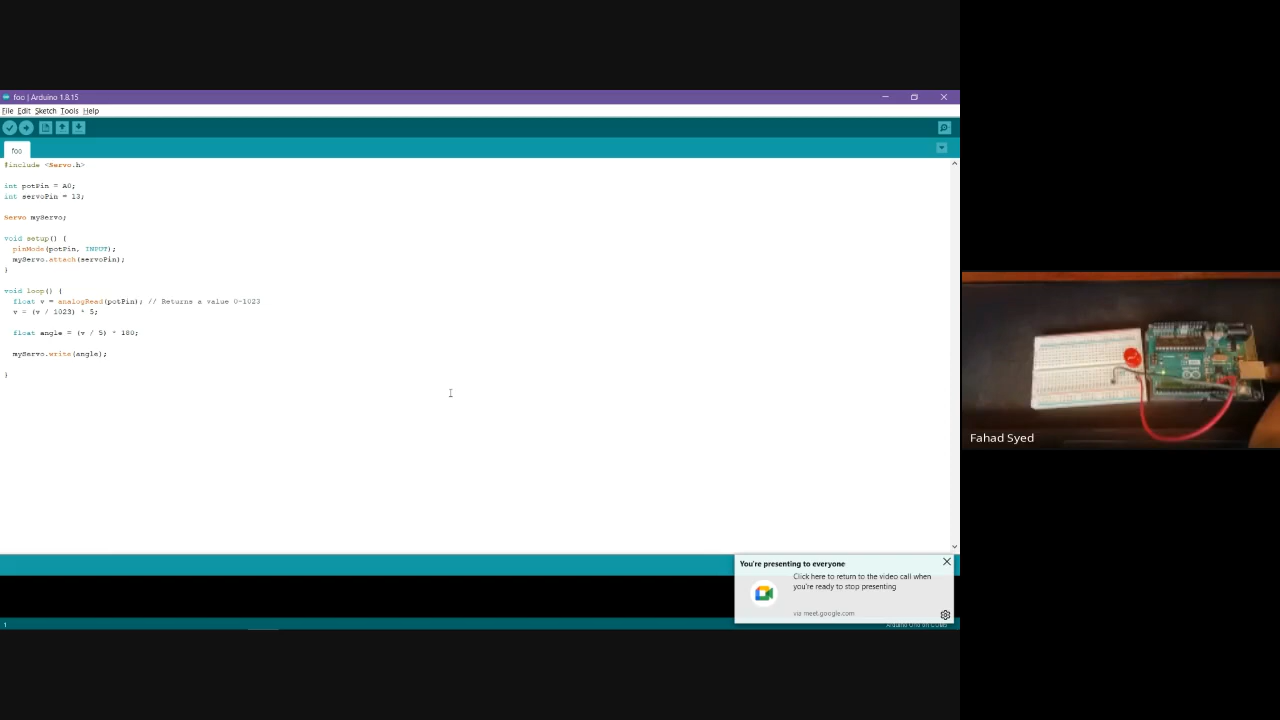 foo | Arduino 1.8.15
File Edit Sketch Tools Help
foo
#include <Servo.h>
int potPin = A0;
int servoPin = 13;
Servo myServo;
void setup() {
pinMode(potPin, INPUT);
myServo.attach(servoPin);
}
void loop() {
float v = analogRead(potPin); // Returns a value 0-1023
v = (v / 1023) * 5;
float angle = (v / 5) * 180;
myServo.write(angle);
}
Fahad Syed
You're presenting to everyone
Click here to return to the video call when
you're ready to stop presenting
via meet.google.com
1